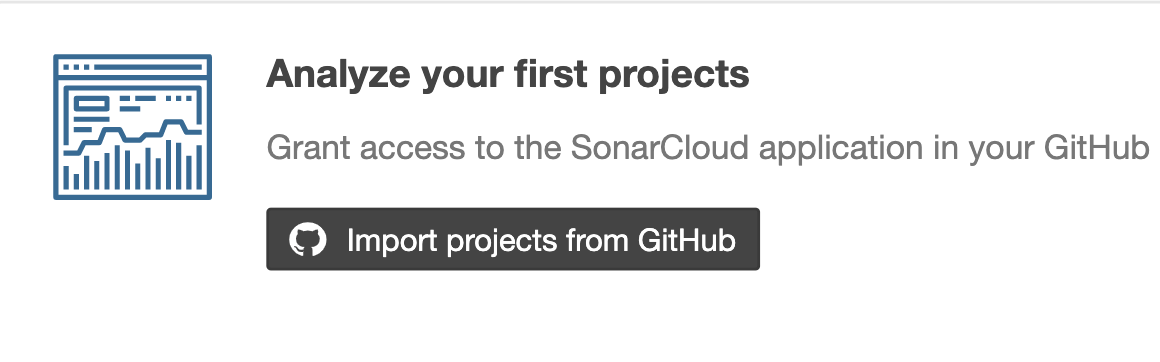 Analyze your first projects
Grant access to the SonarCloud application in your GitHub
Import projects from GitHub